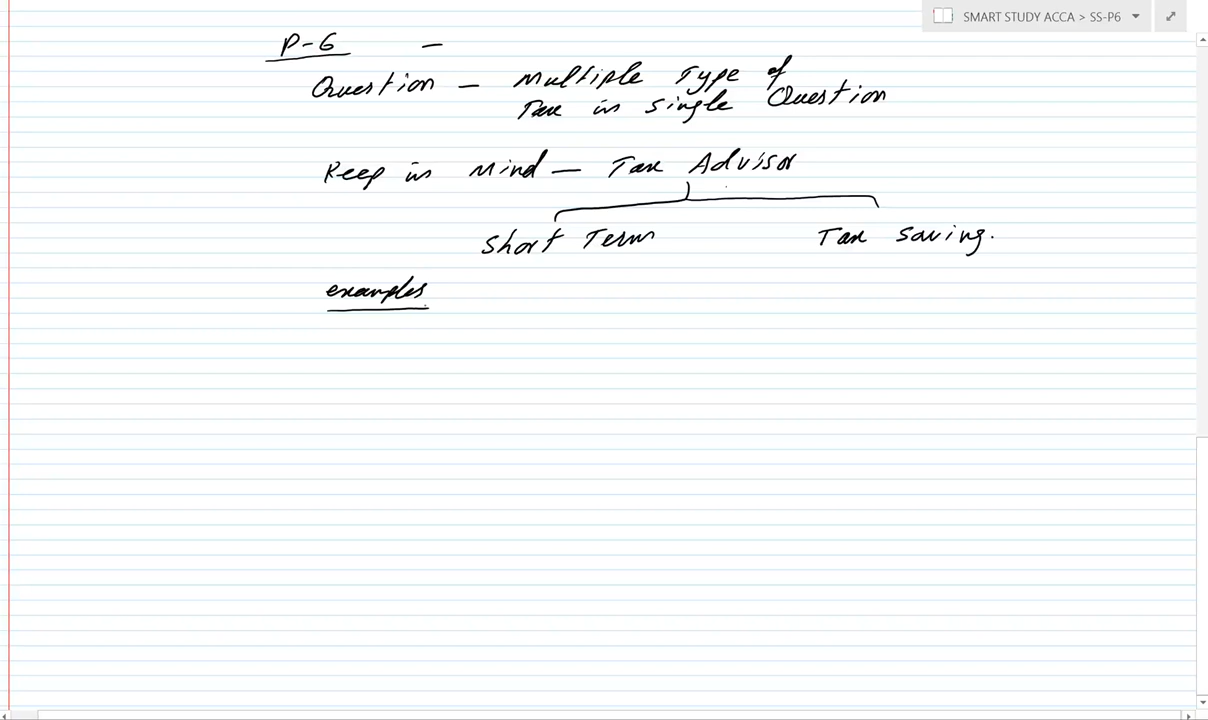 SMART STUDY ACCA > SS-P6
P-6 —
Question — Multiple Type of
Tax in single Question
Keep in Mind — Tax Advisor
Short Term Tax saving.
examples